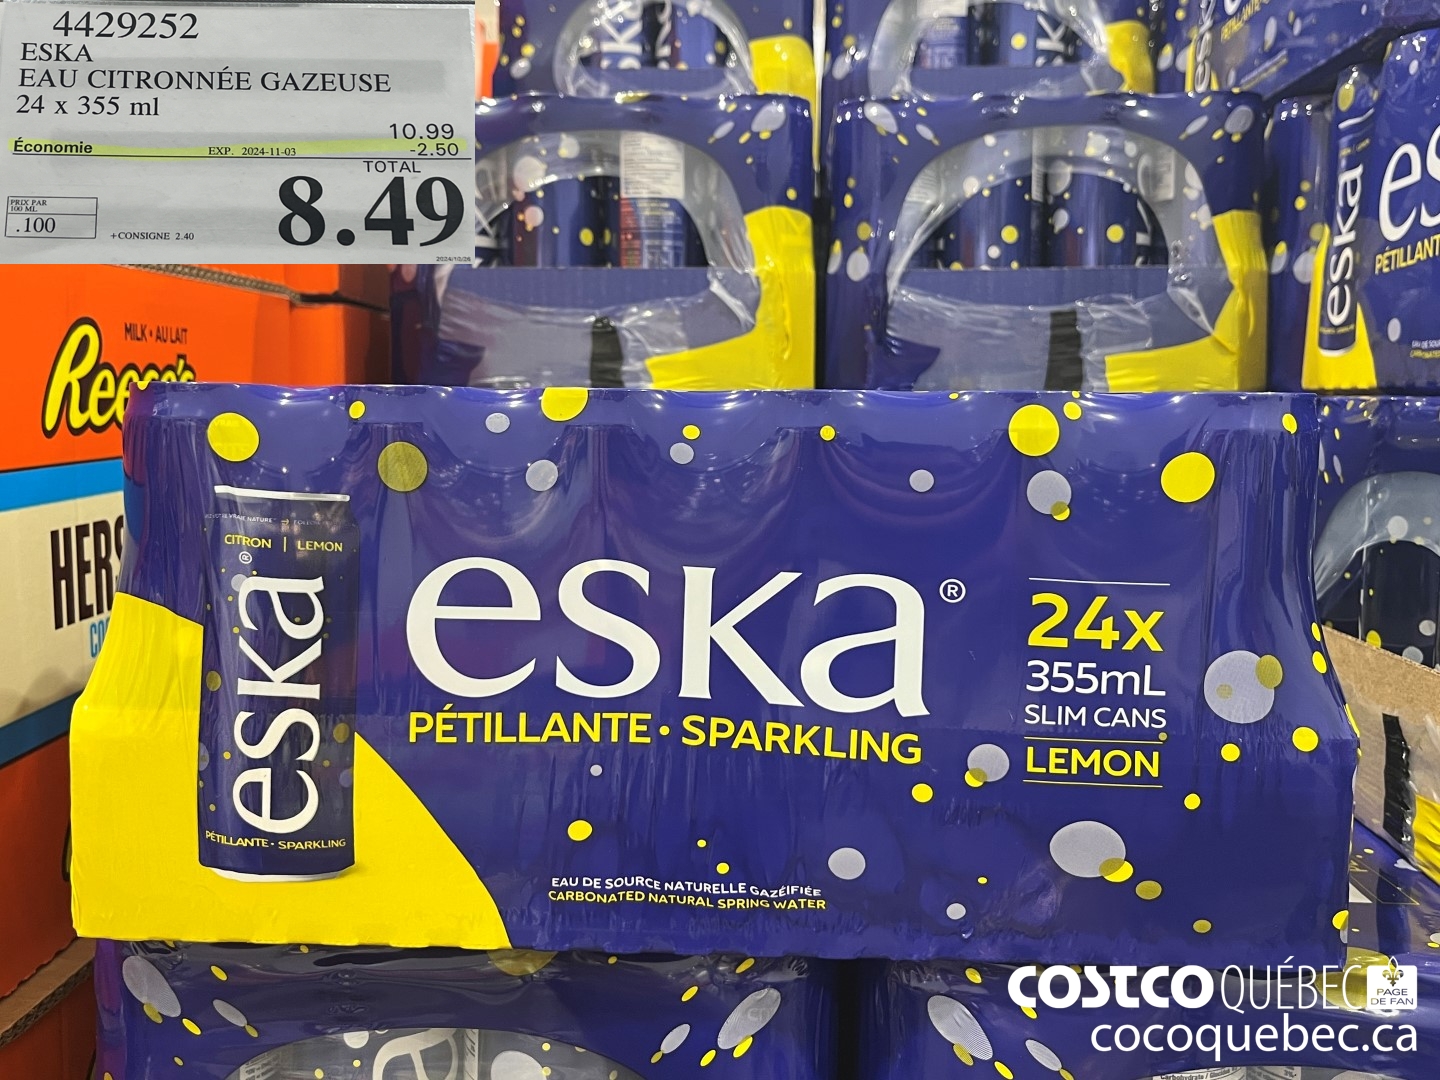 4429252
ESKA
EAU CITRONNÉE GAZEUSE
24 x 355 ml
10.99
Économie EXP. 2024-11-03 -2.50
TOTAL
8.49
PRIX PAR
100 ML
.100
+CONSIGNE 2.40
2024/10/26
MILK • AU LAIT
Reese's
HERS
eska
PÉTILLANT
CITRON | LEMON
eska®
PÉTILLANTE • SPARKLING
eska®
PÉTILLANTE • SPARKLING
24x
355mL
SLIM CANS
LEMON
EAU DE SOURCE NATURELLE GAZÉIFIÉE
CARBONATED NATURAL SPRING WATER
COSTCO QUÉBEC
PAGE
DE FAN
cocoquebec.ca